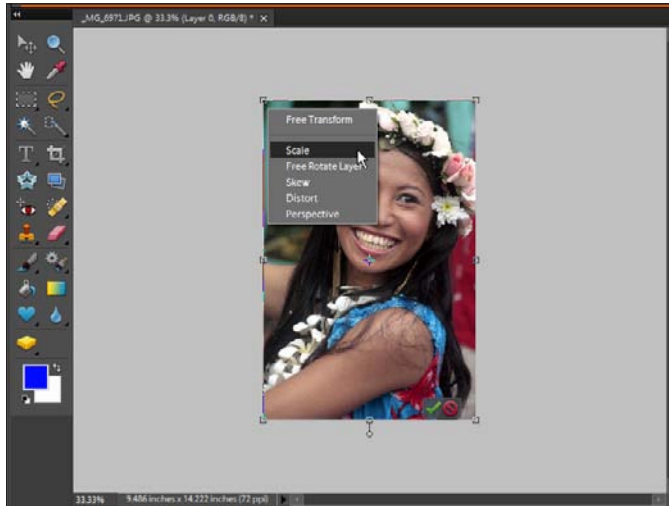 _MG_6971.JPG @ 33.3% (Layer 0, RGB/8) * ×
T
Free Transform
Scale
Free Rotate Layer
Skew
Distort
Perspective
33.33%
9.486 inches x 14.222 inches (72 ppi)